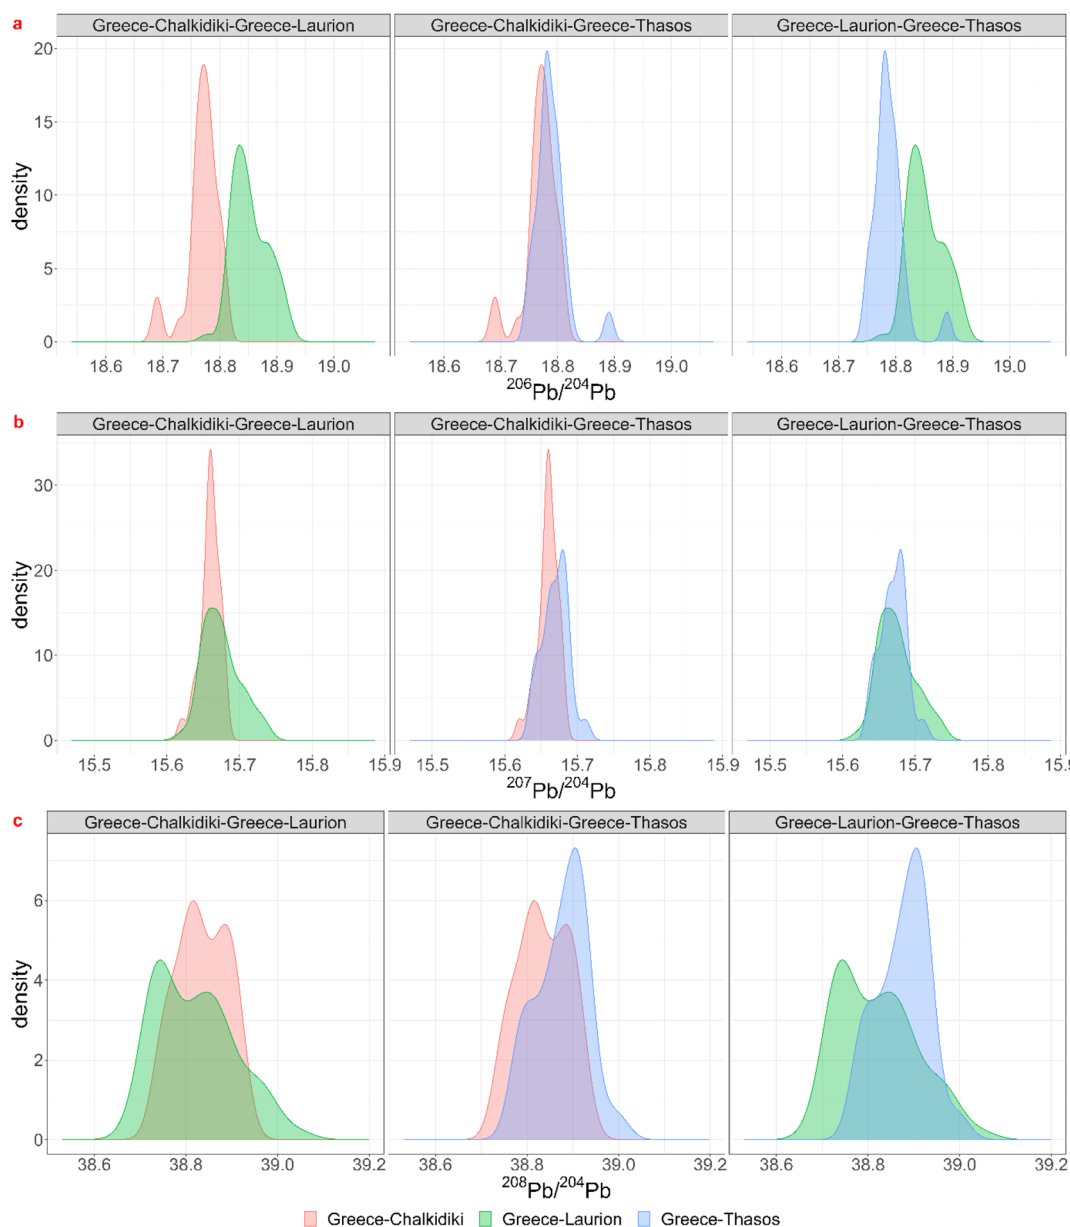 a
Greece-Chalkidiki-Greece-Laurion Greece-Chalkidiki-Greece-Thasos Greece-Laurion-Greece-Thasos
20
15
10
5
0
density
18.6 18.7 18.8 18.9 19.0 18.6 18.7 18.8 18.9 19.0 18.6 18.7 18.8 18.9 19.0
²⁰⁶Pb/²⁰⁴Pb
b
Greece-Chalkidiki-Greece-Laurion Greece-Chalkidiki-Greece-Thasos Greece-Laurion-Greece-Thasos
30
20
10
0
density
15.5 15.6 15.7 15.8 15.9 15.5 15.6 15.7 15.8 15.9 15.5 15.6 15.7 15.8
²⁰⁷Pb/²⁰⁴Pb
c
Greece-Chalkidiki-Greece-Laurion Greece-Chalkidiki-Greece-Thasos Greece-Laurion-Greece-Thasos
6
4
2
0
density
38.6 38.8 39.0 39.2 38.6 38.8 39.0 39.2 38.6 38.8 39.0 39.2
²⁰⁸Pb/²⁰⁴Pb
Greece-Chalkidiki Greece-Laurion Greece-Thasos